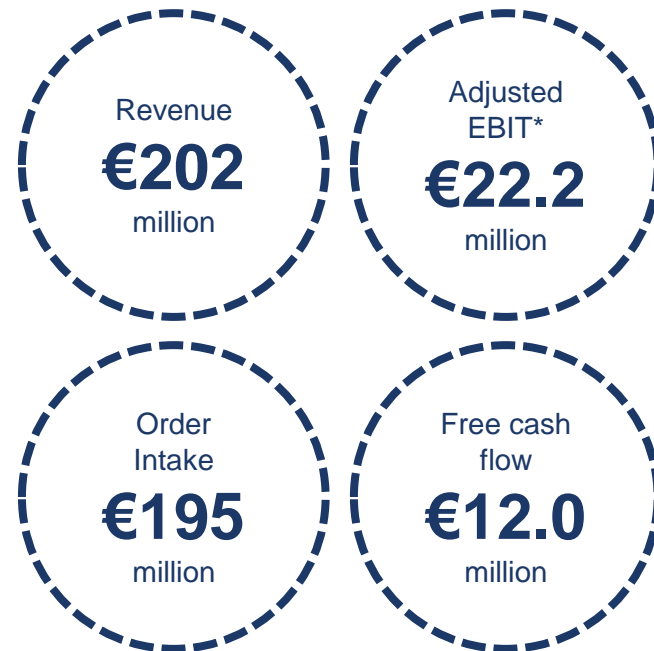 Revenue
€202
million
Adjusted
EBIT*
€22.2
million
Order
Intake
€195
million
Free cash
flow
€12.0
million